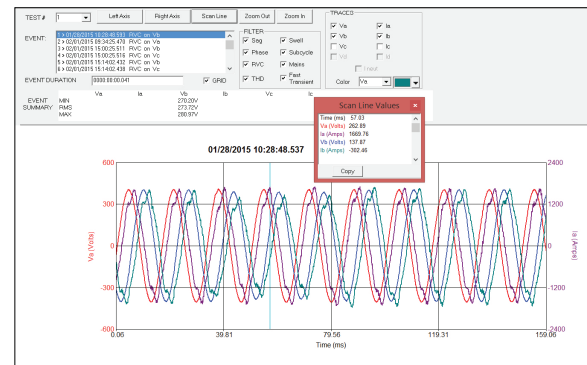 TEST # 1 Left Axis Right Axis Scan Line Zoom Out Zoom In
TRACES
Va Ia
Vb Ib
Vc Ic
Vd Id
Color Va
EVENT:
1 > 01/28/2015 10:28:48.593 RVC on Vb
2 > 02/01/2015 09:34:25.470 RVC on Vb
3 > 02/01/2015 15:00:25.511 RVC on Vb
4 > 02/01/2015 15:00:25.516 RVC on Vb
5 > 02/01/2015 15:14:02.432 RVC on Vb
6 > 02/01/2015 15:14:02.438 RVC on Vb
FILTER
Sag Swell
Phase Subcycle
RVC Mains
THD Fast Transient
EVENT DURATION 0000:00:00.041 GRID
Va Ia Vb Ib Vc Ic
EVENT SUMMARY
MIN 270.20V
RMS 273.72V
MAX 280.97V
Scan Line Values x
Time (ms) 57.03
Va (Volts) 262.89
Ia (Amps) 1669.76
Vb (Volts) 137.87
Ib (Amps) -302.46
Copy
01/28/2015 10:28:48.537
600 300 0 -300 -600
Va (Volts)
2400 1200 0 -1200 -2400
Ia (Amps)
0.06 39.81 79.56 119.31 159.06
Time (ms)